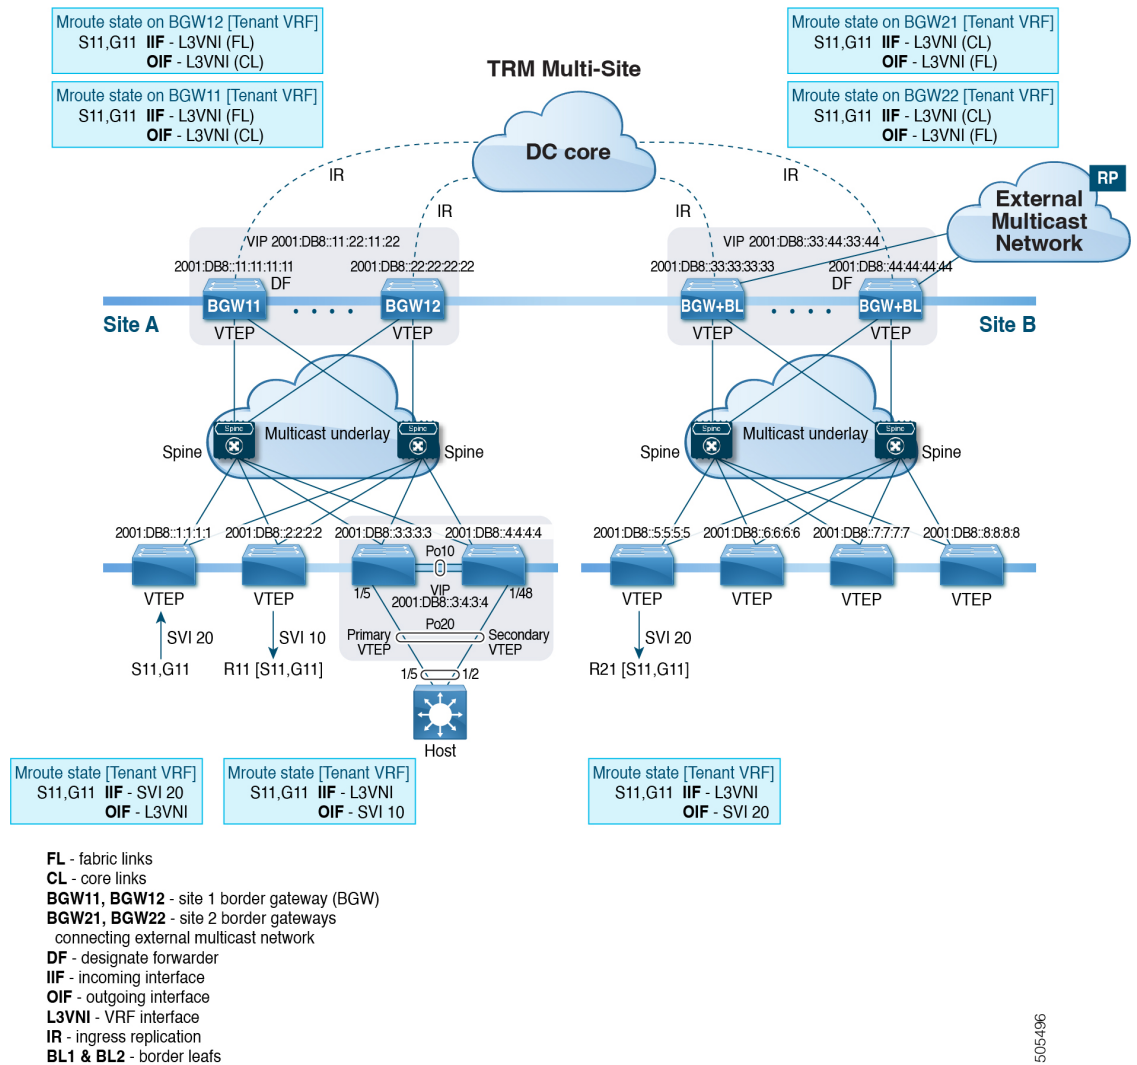 Mroute state on BGW12 [Tenant VRF]
S11,G11 IIF - L3VNI (FL)
OIF - L3VNI (CL)
Mroute state on BGW11 [Tenant VRF]
S11,G11 IIF - L3VNI (FL)
OIF - L3VNI (CL)
TRM Multi-Site
DC core
Mroute state on BGW21 [Tenant VRF]
S11,G11 IIF - L3VNI (CL)
OIF - L3VNI (FL)
Mroute state on BGW22 [Tenant VRF]
S11,G11 IIF - L3VNI (CL)
OIF - L3VNI (FL)
RP
External
Multicast
Network
IR
IR
IR
IR
VIP 2001:DB8::11:22:11:22
VIP 2001:DB8::33:44:33:44
2001:DB8::11:11:11:11
2001:DB8::22:22:22:22
2001:DB8::33:33:33:33
2001:DB8::44:44:44:44
DF
DF
BGW11
BGW12
BGW+BL
BGW+BL
Site A
VTEP
VTEP
VTEP
VTEP
Site B
Spine
Spine
Spine
Spine
Multicast underlay
Multicast underlay
Spine
Spine
Spine
Spine
2001:DB8::1:1:1:1
2001:DB8::2:2:2:2
2001:DB8::3:3:3:3
2001:DB8::4:4:4:4
2001:DB8::5:5:5:5
2001:DB8::6:6:6:6
2001:DB8::7:7:7:7
2001:DB8::8:8:8:8
Po10
VTEP
VTEP
1/5
VIP
2001:DB8::3:4:3:4
1/48
VTEP
VTEP
VTEP
VTEP
Po20
SVI 20
SVI 10
Primary
VTEP
Secondary
VTEP
SVI 20
S11,G11
R11 [S11,G11]
1/5
1/2
R21 [S11,G11]
Host
Mroute state [Tenant VRF]
S11,G11 IIF - SVI 20
OIF - L3VNI
Mroute state [Tenant VRF]
S11,G11 IIF - L3VNI
OIF - SVI 10
Mroute state [Tenant VRF]
S11,G11 IIF - L3VNI
OIF - SVI 20
FL - fabric links
CL - core links
BGW11, BGW12 - site 1 border gateway (BGW)
BGW21, BGW22 - site 2 border gateways
connecting external multicast network
DF - designate forwarder
IIF - incoming interface
OIF - outgoing interface
L3VNI - VRF interface
IR - ingress replication
BL1 & BL2 - border leafs
505496